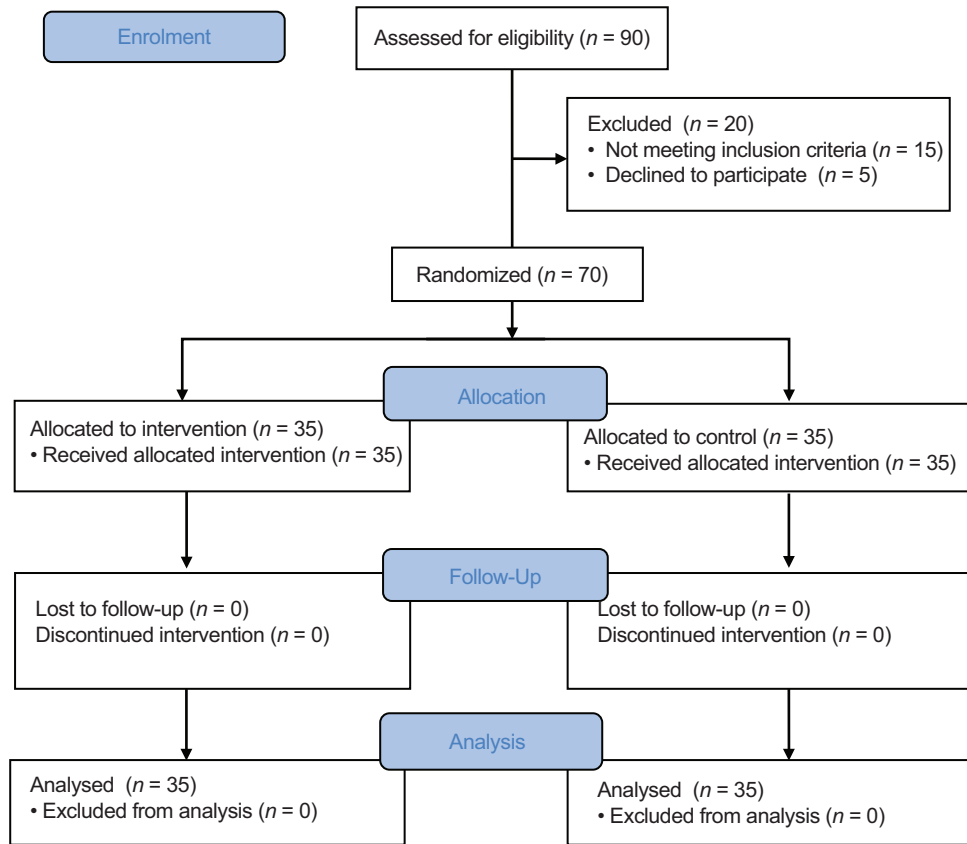 Enrolment
Assessed for eligibility (n = 90)
Excluded (n = 20)
• Not meeting inclusion criteria (n = 15)
• Declined to participate (n = 5)
Randomized (n = 70)
Allocation
Allocated to intervention (n = 35)
• Received allocated intervention (n = 35)
Allocated to control (n = 35)
• Received allocated intervention (n = 35)
Follow-Up
Lost to follow-up (n = 0)
Discontinued intervention (n = 0)
Lost to follow-up (n = 0)
Discontinued intervention (n = 0)
Analysis
Analysed (n = 35)
• Excluded from analysis (n = 0)
Analysed (n = 35)
• Excluded from analysis (n = 0)